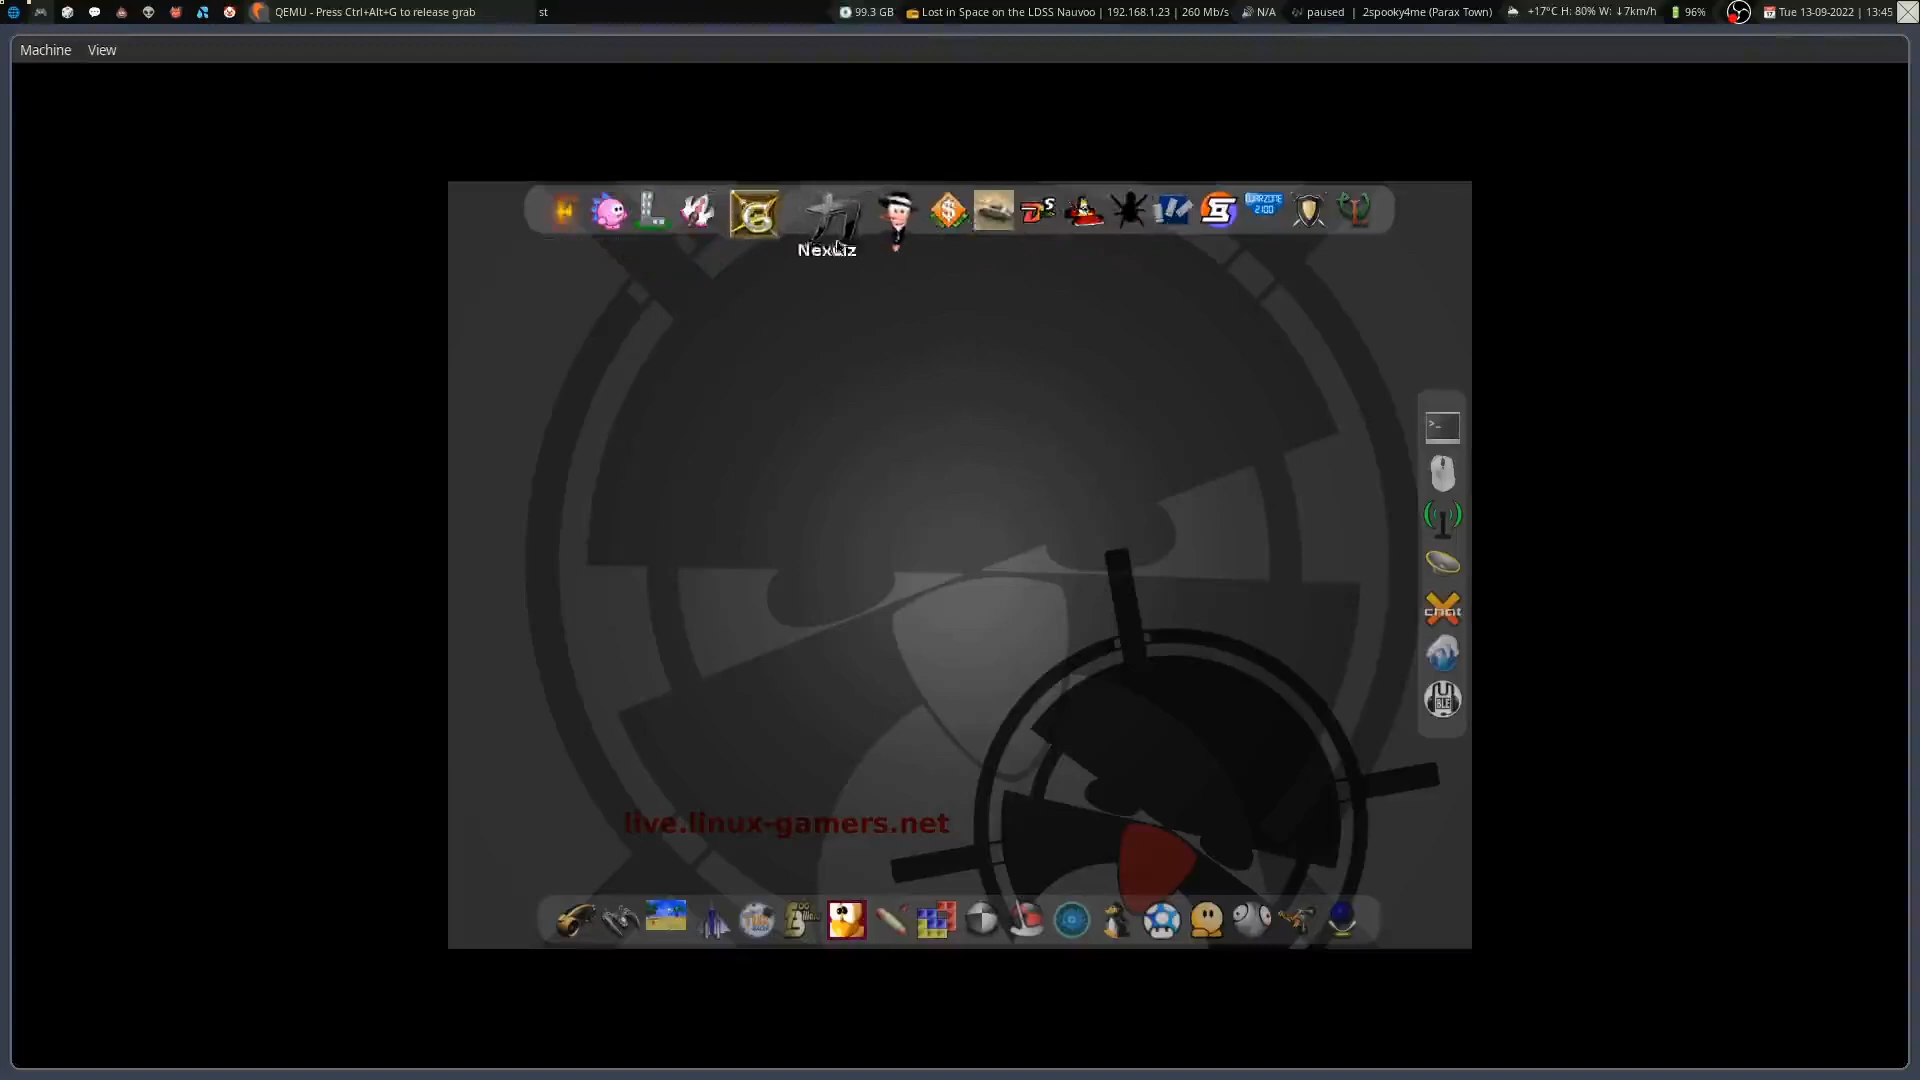 QEMU - Press Ctrl+Alt+G to release grab
st
99.3 GB
Lost in Space on the LDSS Nauvoo | 192.168.1.23 | 260 Mb/s
N/A
paused | 2spooky4me (Parax Town)
+17°C H: 80% W: ↓7km/h
96%
Tue 13-09-2022 | 13:45
Machine View
WARZONE
2100
Nexuiz
>_
chat
BLE
live.linux-gamers.net